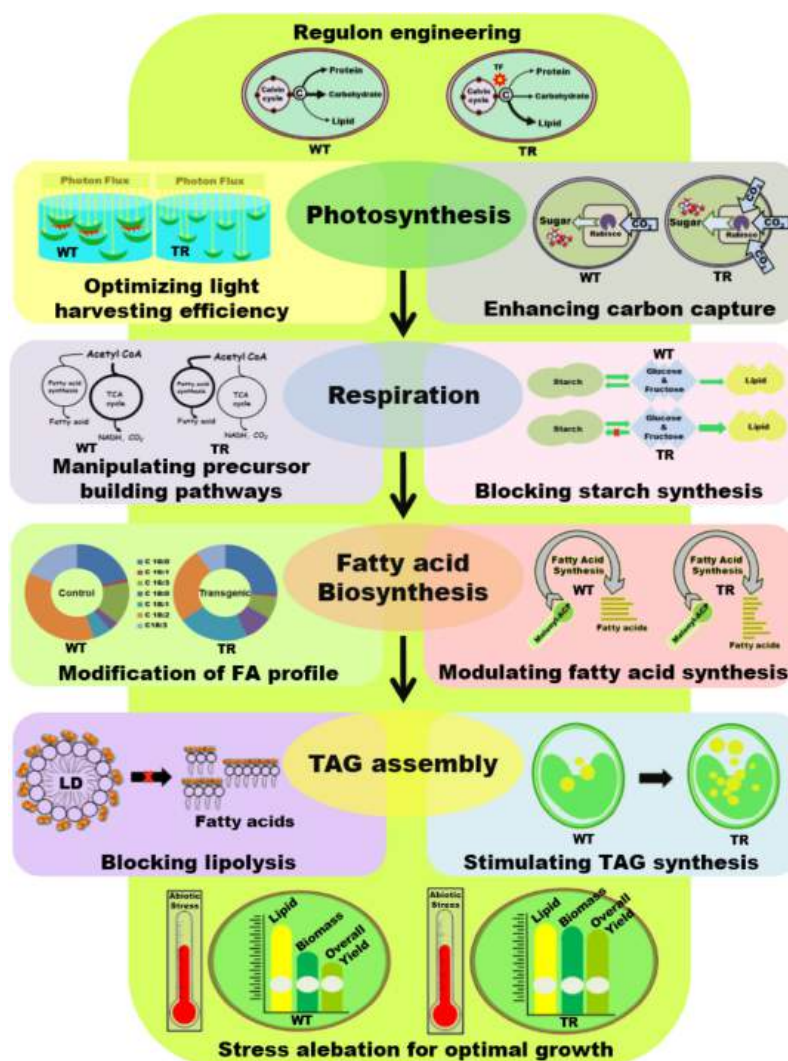 Regulon engineering
Calvin cycle
C
Protein
Carbohydrate
Lipid
WT
TF
Calvin cycle
C
Protein
Carbohydrate
Lipid
TR
Photon Flux
Photon Flux
WT
TR
Optimizing light
harvesting efficiency
Photosynthesis
Sugar
Rubisco
CO2
WT
Sugar
Rubisco
CO2
CO2
CO2
TR
Enhancing carbon capture
Acetyl CoA
Fatty acid synthesis
TCA cycle
Fatty acid
NADH, CO2
WT
Acetyl CoA
Fatty acid synthesis
TCA cycle
Fatty acid
NADH, CO2
TR
Manipulating precursor
building pathways
Respiration
WT
Starch
Glucose & Fructose
Lipid
Starch
Glucose & Fructose
Lipid
TR
Blocking starch synthesis
Control
WT
C 16:0
C 16:1
C 16:3
C 18:0
C 18:1
C 18:2
C18:3
Transgenic
TR
Modification of FA profile
Fatty acid
Biosynthesis
Fatty Acid
Synthesis
WT
Malonyl-ACP
Fatty acids
Fatty Acid
Synthesis
TR
Malonyl-ACP
Fatty acids
Modulating fatty acid synthesis
LD
Fatty acids
Blocking lipolysis
TAG assembly
WT
TR
Stimulating TAG synthesis
Abiotic
Stress
Lipid
Biomass
Overall
Yield
WT
Abiotic
Stress
Lipid
Biomass
Overall
Yield
TR
Stress alebation for optimal growth